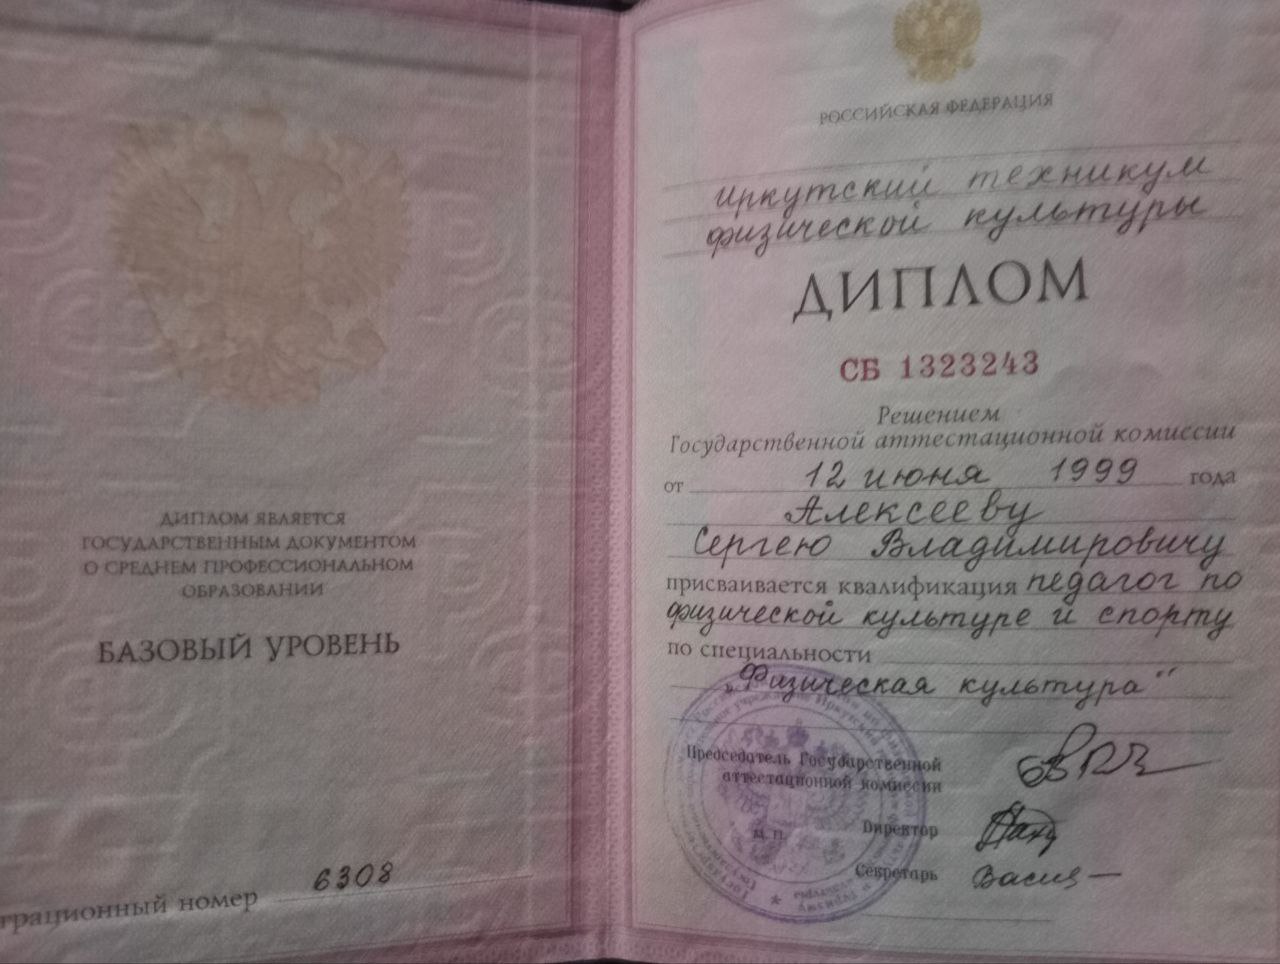 ДИПЛОМ ЯВЛЯЕТСЯ
ГОСУДАРСТВЕННЫМ ДОКУМЕНТОМ
О СРЕДНЕМ ПРОФЕССИОНАЛЬНОМ
ОБРАЗОВАНИИ
БАЗОВЫЙ УРОВЕНЬ
номер 6308
РОССИЙСКАЯ ФЕДЕРАЦИЯ
Иркутский техникум
физической культуры
ДИПЛОМ
СБ 1323243
Решением
Государственной аттестационной комиссии
от 12 июня 1999 года
Алексееву
Сергею Владимировичу
присваивается квалификация педагог по
физической культуре и спорту
по специальности
„Физическая культура“
Председатель Государственной
аттестационной комиссии
М.П. Директор
Секретарь